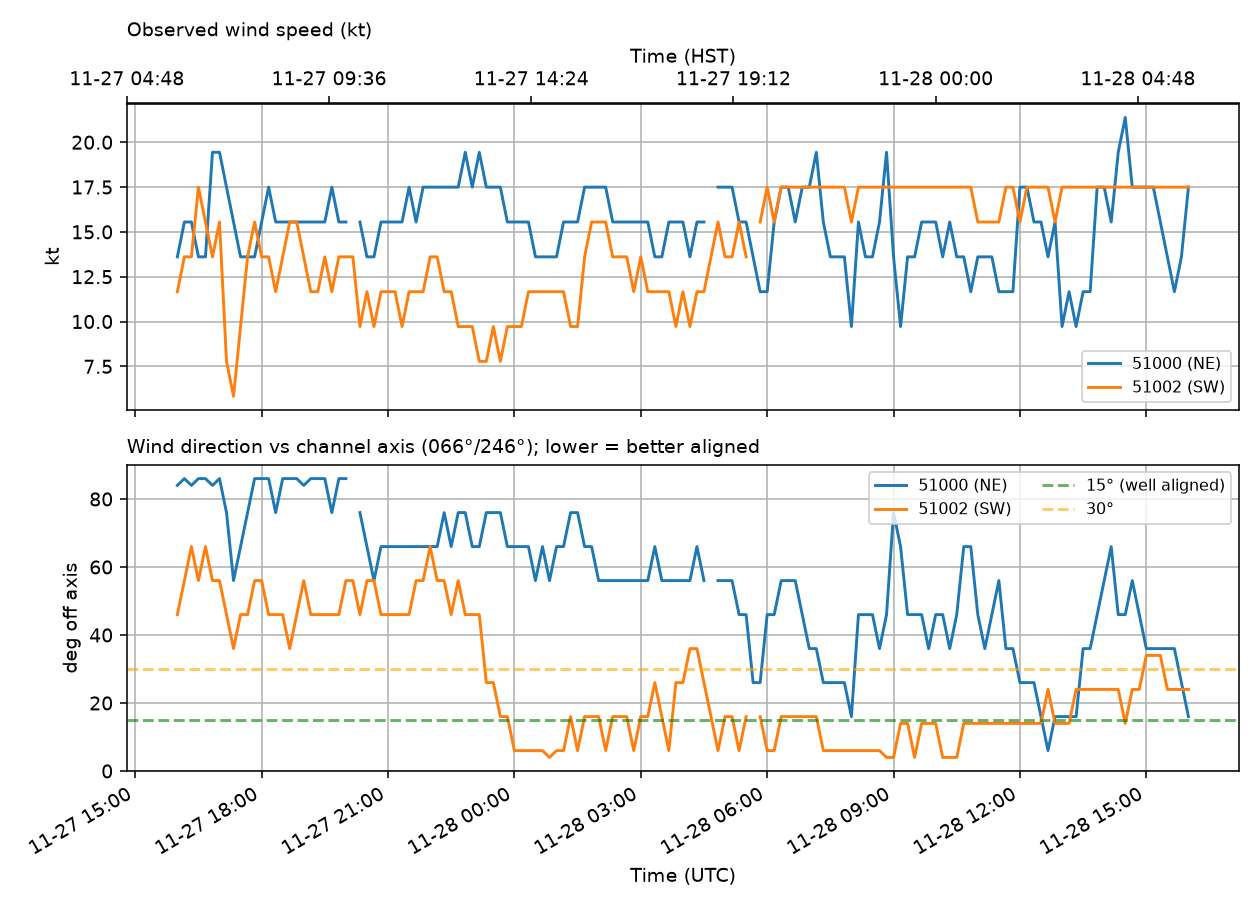 Observed wind speed (kt)
Time (HST)
11-27 04:48 11-27 09:36 11-27 14:24 11-27 19:12 11-28 00:00 11-28 04:48
20.0
17.5
15.0
12.5
10.0
7.5
kt
51000 (NE)
51002 (SW)
Wind direction vs channel axis (066°/246°); lower = better aligned
51000 (NE) 15° (well aligned)
51002 (SW) 30°
80
60
40
20
0
deg off axis
11-27 15:00 11-27 18:00 11-27 21:00 11-28 00:00 11-28 03:00 11-28 06:00 11-28 09:00 11-28 12:00 11-28 15:00
Time (UTC)